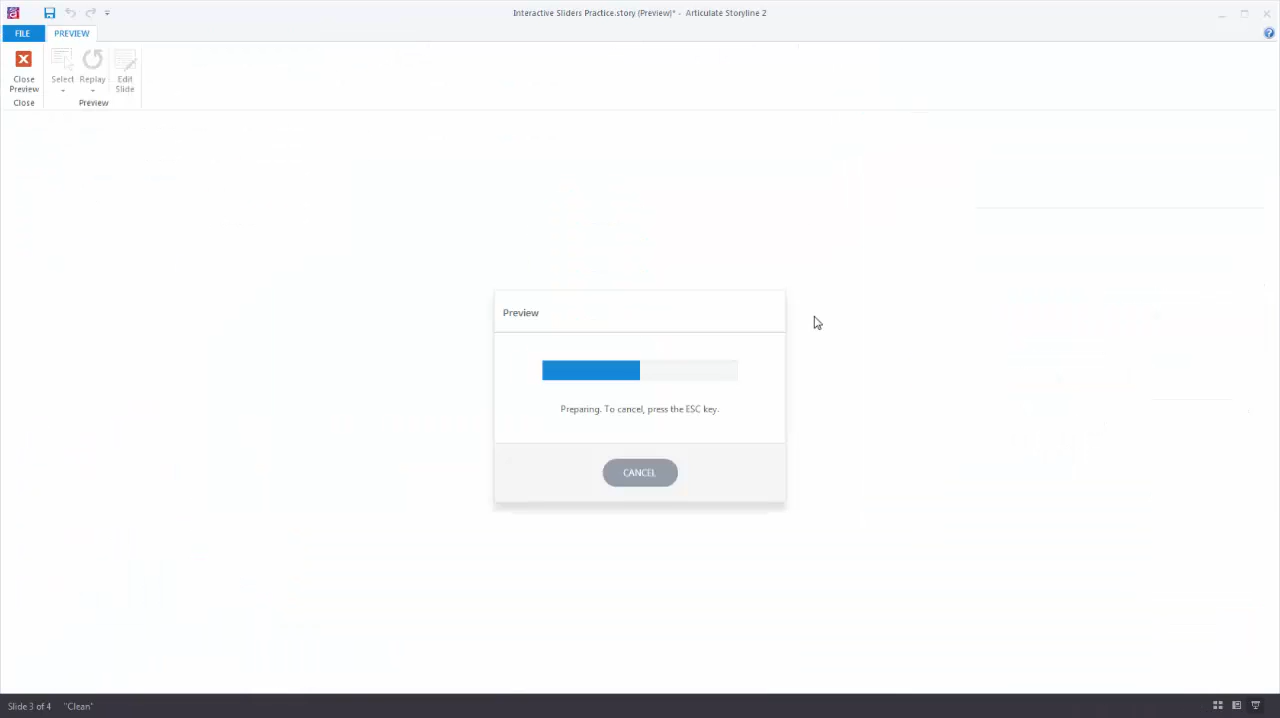 Interactive Sliders Practice.story (Preview)* - Articulate Storyline 2
FILE PREVIEW
Close Preview
Select
Replay
Edit Slide
Close
Preview
Preview
Preparing. To cancel, press the ESC key.
CANCEL
Slide 3 of 4 "Clean"